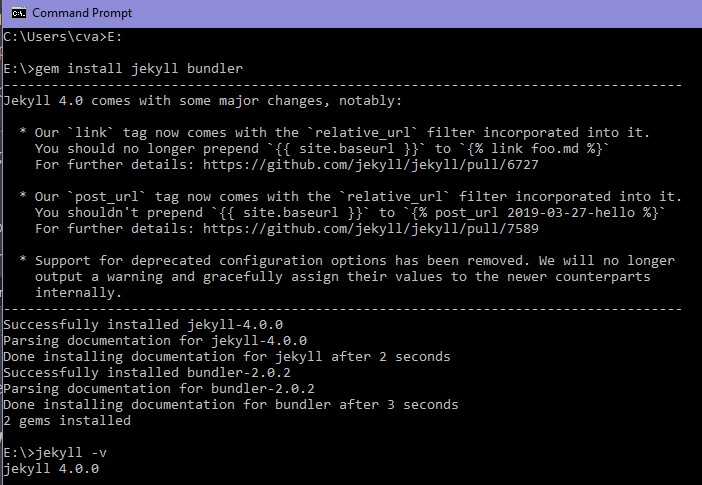 Command Prompt
C:\Users\cva>E:
E:\>gem install jekyll bundler
-------------------------------------------------------------------------------------
Jekyll 4.0 comes with some major changes, notably:
* Our `link` tag now comes with the `relative_url` filter incorporated into it.
You should no longer prepend `{{ site.baseurl }}` to `{% link foo.md %}`
For further details: https://github.com/jekyll/jekyll/pull/6727
* Our `post_url` tag now comes with the `relative_url` filter incorporated into it.
You shouldn't prepend `{{ site.baseurl }}` to `{% post_url 2019-03-27-hello %}`
For further details: https://github.com/jekyll/jekyll/pull/7589
* Support for deprecated configuration options has been removed. We will no longer
output a warning and gracefully assign their values to the newer counterparts
internally.
-------------------------------------------------------------------------------------
Successfully installed jekyll-4.0.0
Parsing documentation for jekyll-4.0.0
Done installing documentation for jekyll after 2 seconds
Successfully installed bundler-2.0.2
Parsing documentation for bundler-2.0.2
Done installing documentation for bundler after 3 seconds
2 gems installed
E:\>jekyll -v
jekyll 4.0.0